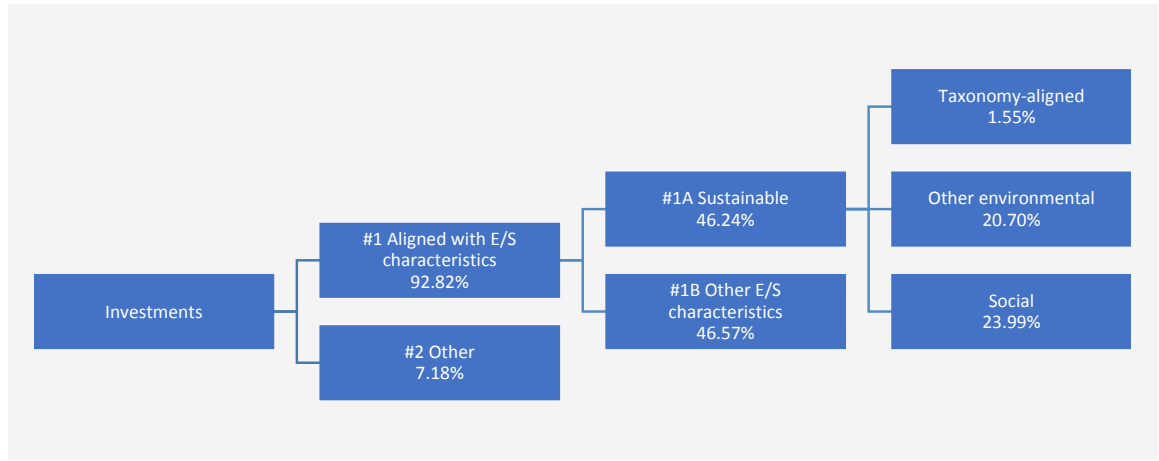 Investments
#1 Aligned with E/S
characteristics
92.82%
#2 Other
7.18%
#1A Sustainable
46.24%
#1B Other E/S
characteristics
46.57%
Taxonomy-aligned
1.55%
Other environmental
20.70%
Social
23.99%